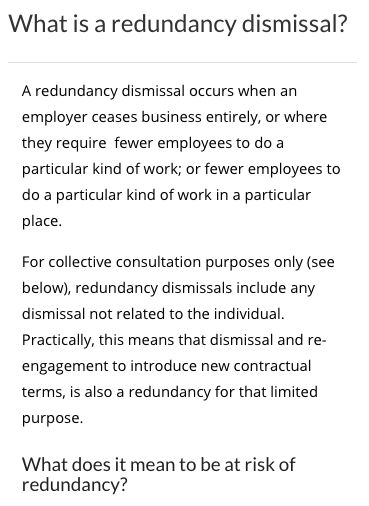 What is a redundancy dismissal?
A redundancy dismissal occurs when an
employer ceases business entirely, or where
they require fewer employees to do a
particular kind of work; or fewer employees to
do a particular kind of work in a particular
place.
For collective consultation purposes only (see
below), redundancy dismissals include any
dismissal not related to the individual.
Practically, this means that dismissal and re-
engagement to introduce new contractual
terms, is also a redundancy for that limited
purpose.
What does it mean to be at risk of
redundancy?